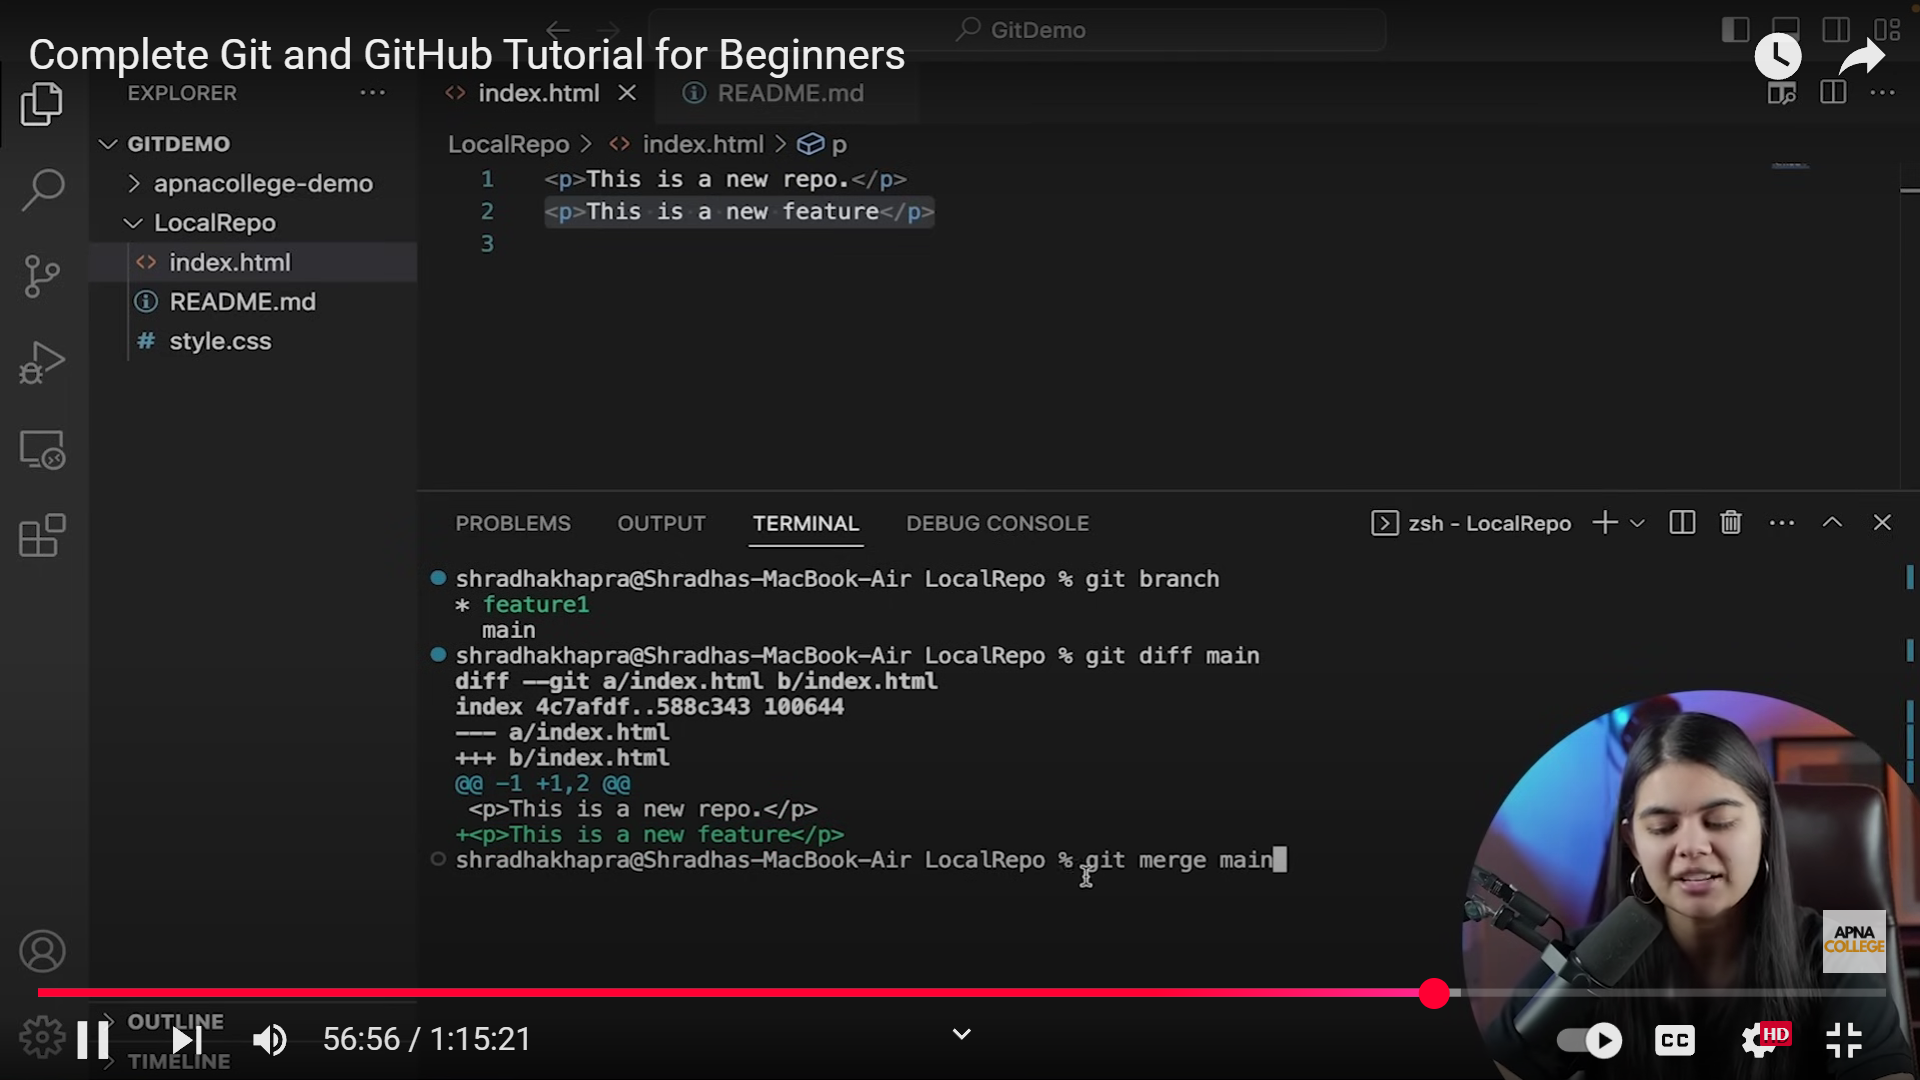 GitDemo
Complete Git and GitHub Tutorial for Beginners
EXPLORER
index.html
README.md
GITDEMO
apnacollege-demo
LocalRepo
index.html
README.md
style.css
LocalRepo > index.html > p
1 <p>This is a new repo.</p>
2 <p>This is a new feature</p>
3
PROBLEMS OUTPUT TERMINAL DEBUG CONSOLE
zsh - LocalRepo
shradhakhapra@Shradhas-MacBook-Air LocalRepo % git branch
* feature1
main
shradhakhapra@Shradhas-MacBook-Air LocalRepo % git diff main
diff --git a/index.html b/index.html
index 4c7afdf..588c343 100644
--- a/index.html
+++ b/index.html
@@ -1 +1,2 @@
<p>This is a new repo.</p>
+<p>This is a new feature</p>
shradhakhapra@Shradhas-MacBook-Air LocalRepo % git merge main
APNA
COLLEGE
OUTLINE
TIMELINE
56:56 / 1:15:21
CC
HD